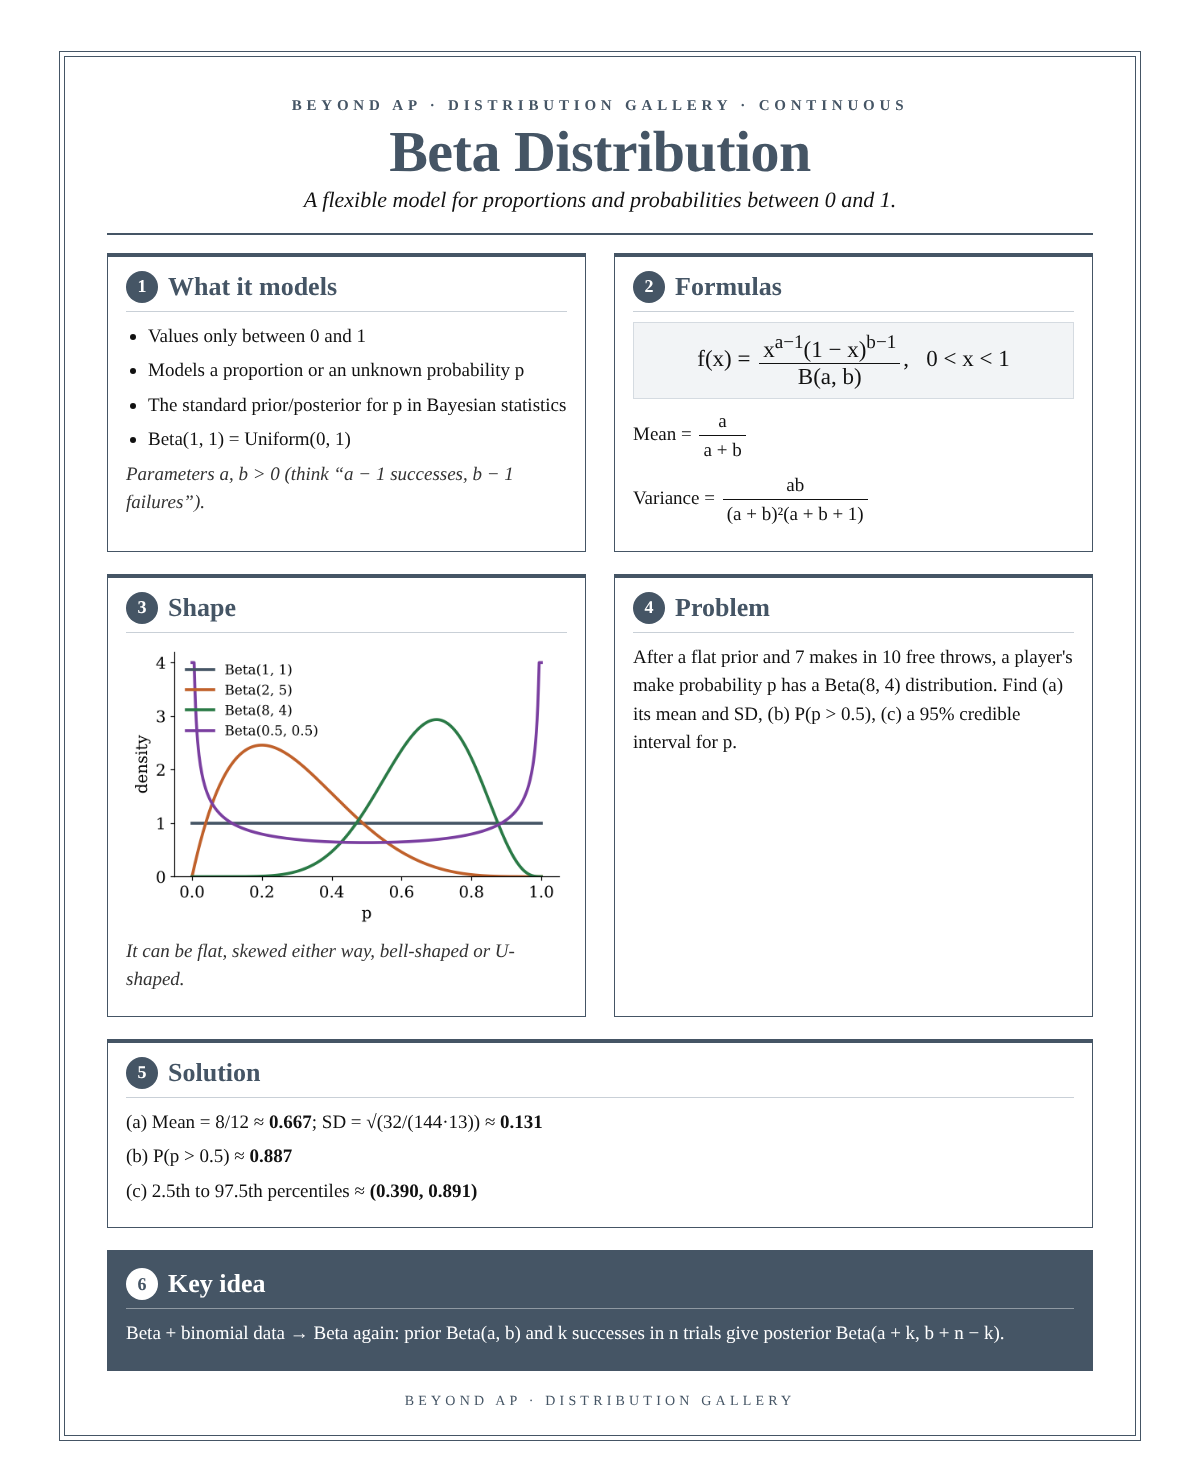 BEYOND AP · DISTRIBUTION GALLERY · CONTINUOUS
Beta Distribution
A flexible model for proportions and probabilities between 0 and 1.
1 What it models
• Values only between 0 and 1
• Models a proportion or an unknown probability p
• The standard prior/posterior for p in Bayesian statistics
• Beta(1, 1) = Uniform(0, 1)
Parameters a, b > 0 (think “a − 1 successes, b − 1
failures”).
2 Formulas
f(x) = x^{a−1}(1 − x)^{b−1} / B(a, b), 0 < x < 1
Mean = a / a + b
Variance = ab / (a + b)²(a + b + 1)
3 Shape
4
3
2
1
0
density
Beta(1, 1)
Beta(2, 5)
Beta(8, 4)
Beta(0.5, 0.5)
0.0 0.2 0.4 0.6 0.8 1.0
p
It can be flat, skewed either way, bell-shaped or U-
shaped.
4 Problem
After a flat prior and 7 makes in 10 free throws, a player's
make probability p has a Beta(8, 4) distribution. Find (a)
its mean and SD, (b) P(p > 0.5), (c) a 95% credible
interval for p.
5 Solution
(a) Mean = 8/12 ≈ 0.667; SD = √(32/(144·13)) ≈ 0.131
(b) P(p > 0.5) ≈ 0.887
(c) 2.5th to 97.5th percentiles ≈ (0.390, 0.891)
6 Key idea
Beta + binomial data → Beta again: prior Beta(a, b) and k successes in n trials give posterior Beta(a + k, b + n − k).
BEYOND AP · DISTRIBUTION GALLERY